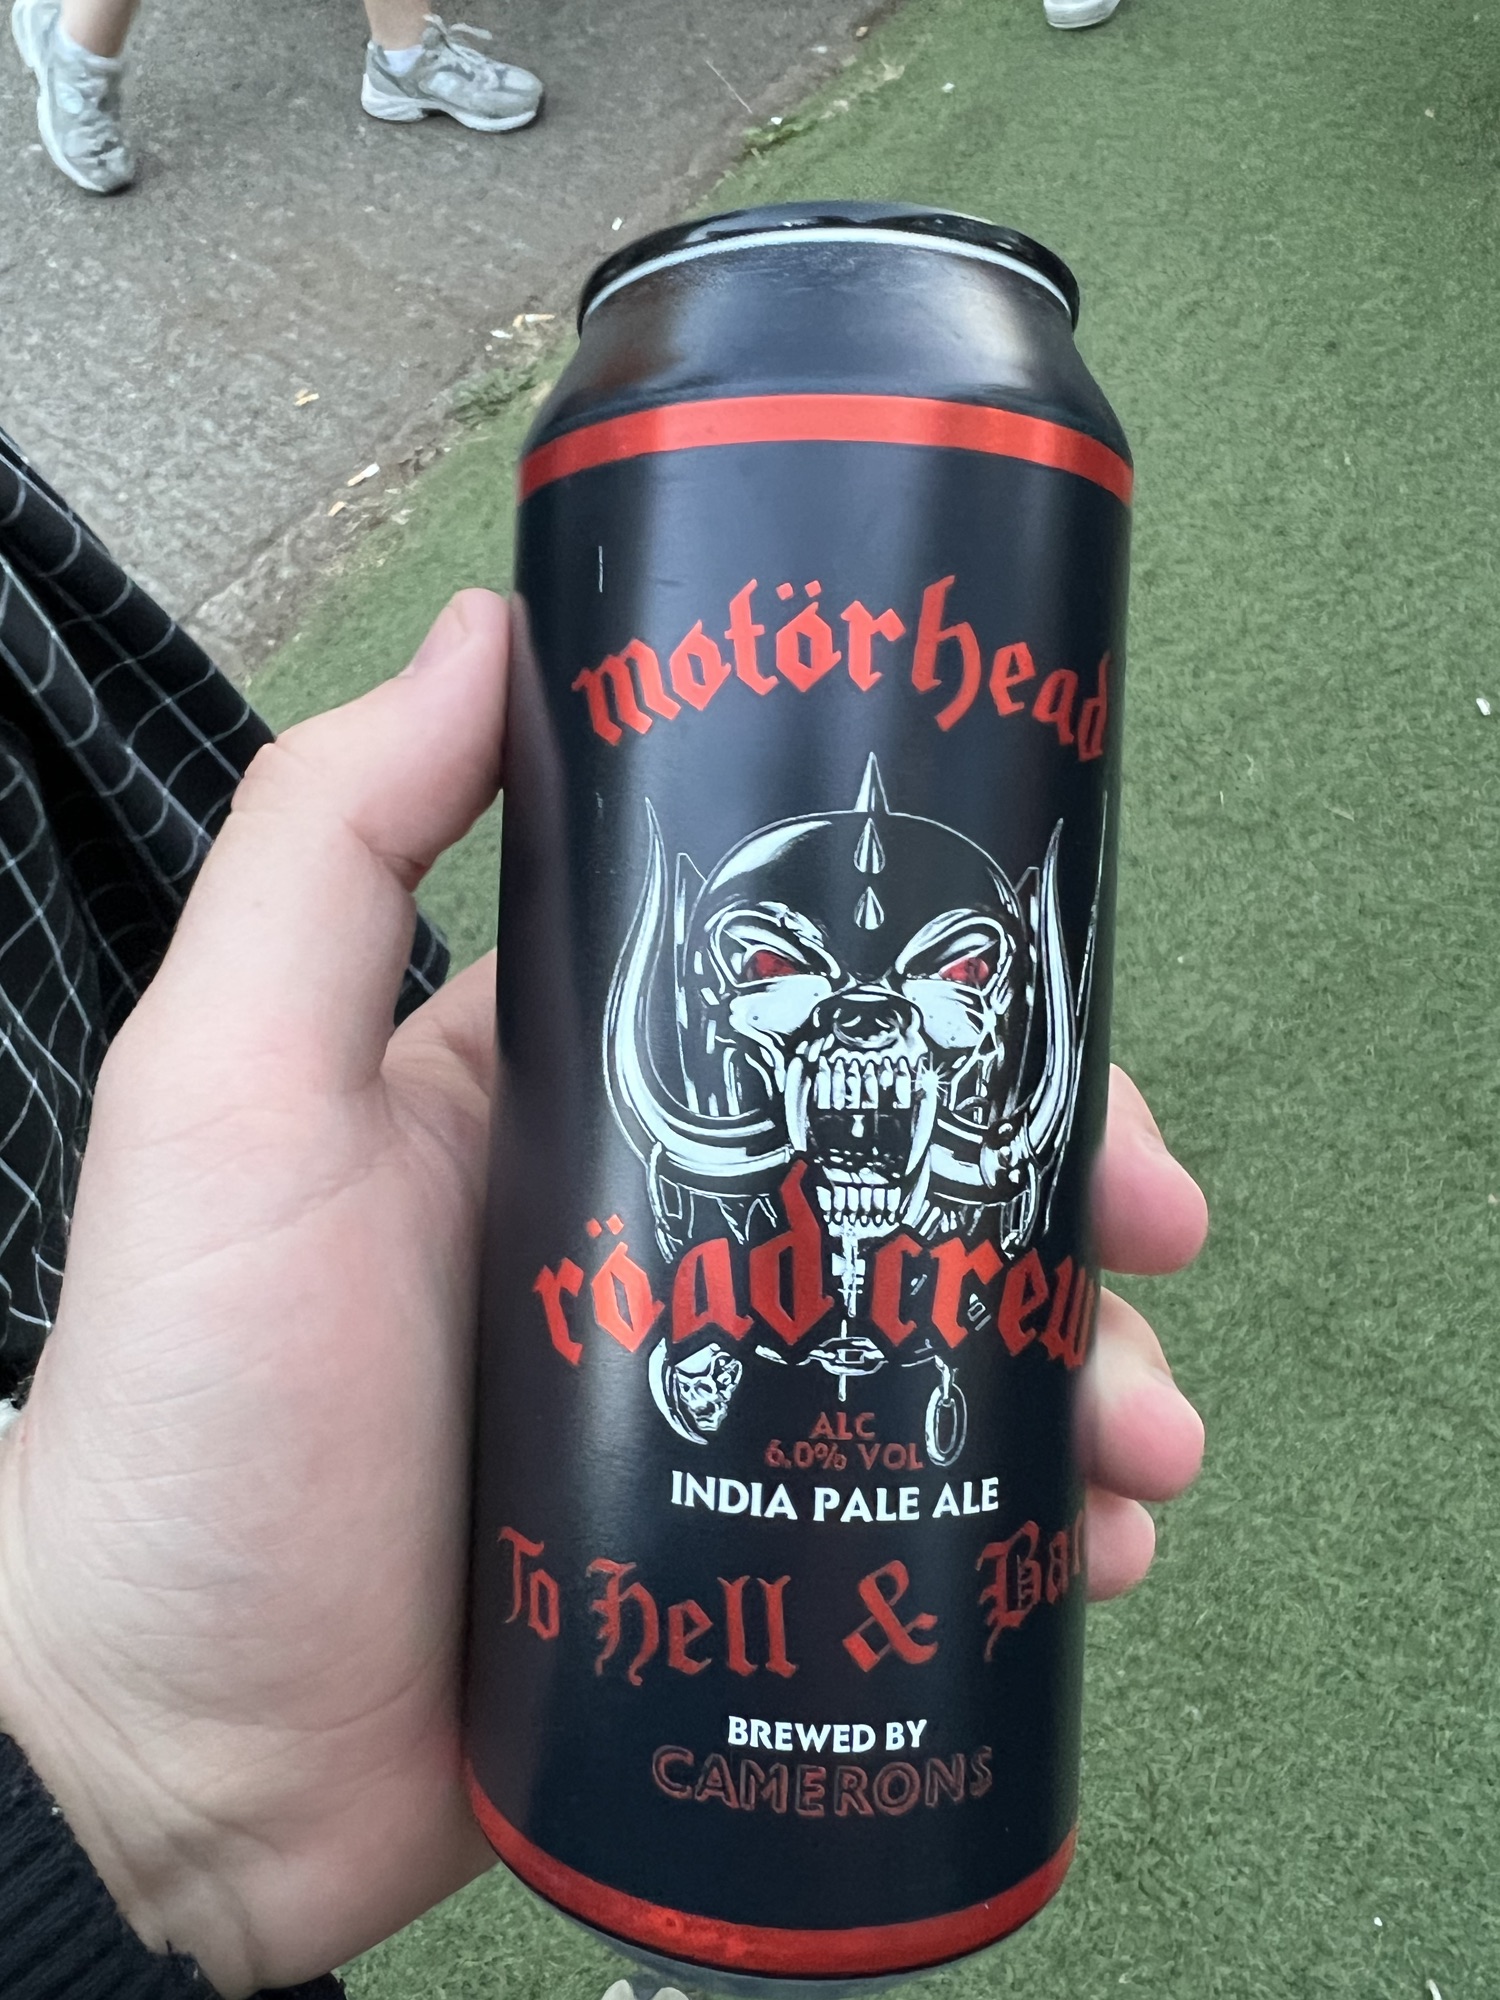 motörhead
röad crew
ALC
6.0% VOL
INDIA PALE ALE
To Hell &
BREWED BY
CAMERONS